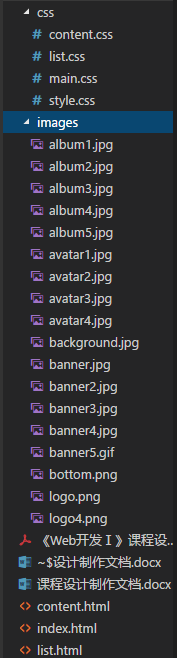 css
content.css
list.css
main.css
style.css
images
album1.jpg
album2.jpg
album3.jpg
album4.jpg
album5.jpg
avatar1.jpg
avatar2.jpg
avatar3.jpg
avatar4.jpg
background.jpg
banner.jpg
banner2.jpg
banner3.jpg
banner4.jpg
banner5.gif
bottom.png
logo.png
logo4.png
《Web开发Ⅰ》课程设...
~$设计制作文档.docx
课程设计制作文档.docx
content.html
index.html
list.html